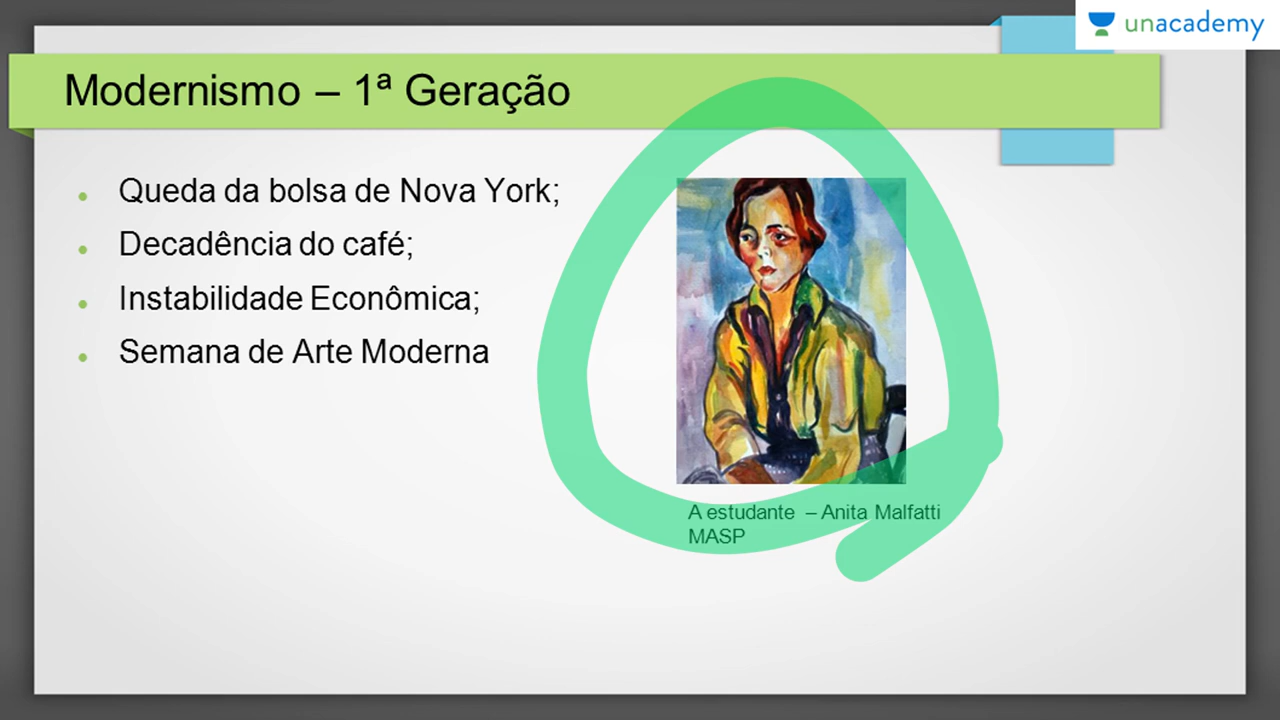 unacademy
Modernismo – 1ª Geração
Queda da bolsa de Nova York;
Decadência do café;
Instabilidade Econômica;
Semana de Arte Moderna
A estudante – Anita Malfatti
MASP